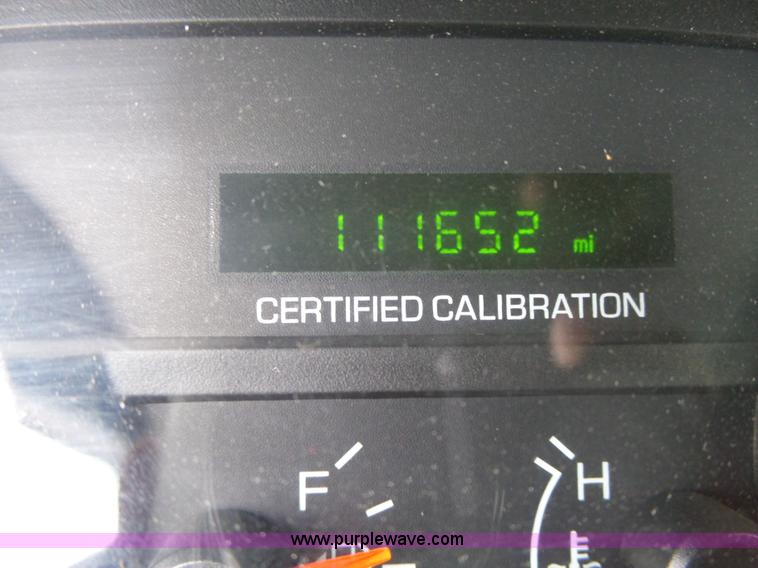 111652 mi
CERTIFIED CALIBRATION
F H
www.purplewave.com